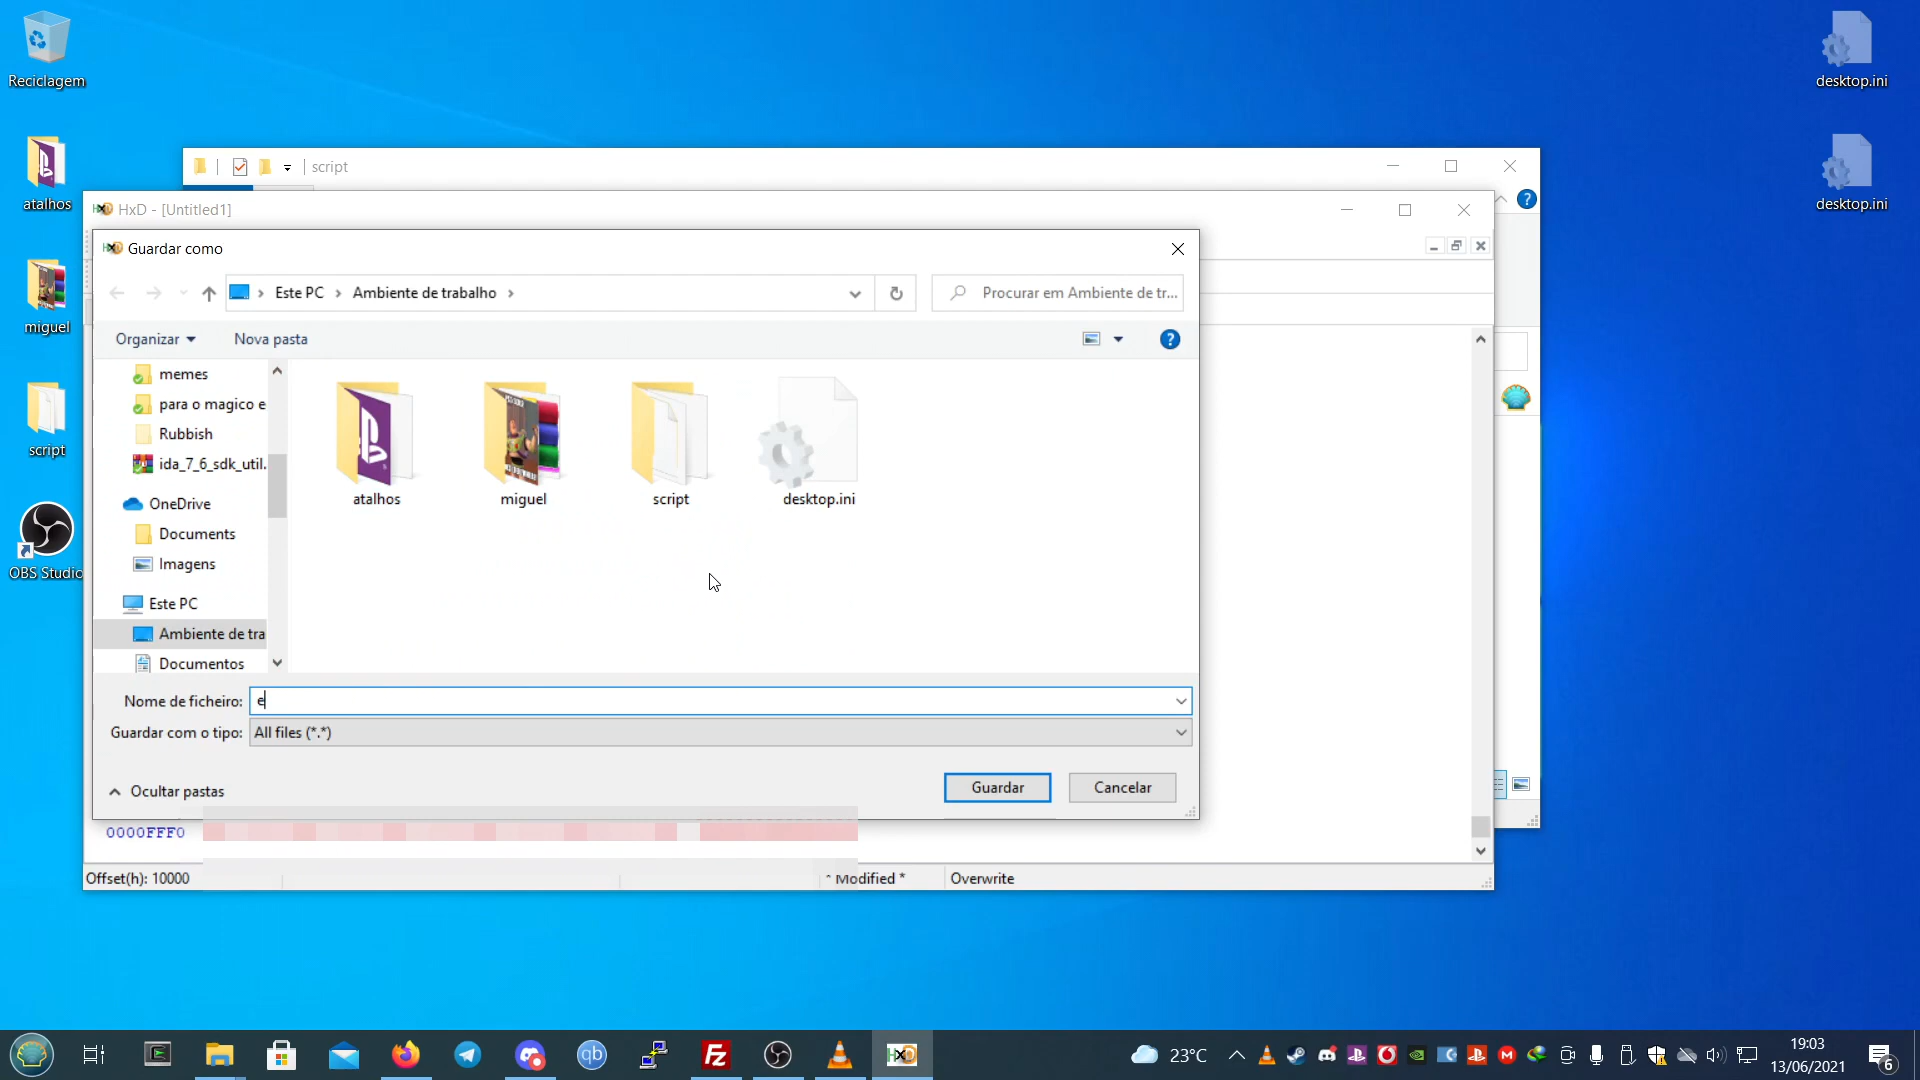 Reciclagem
atalhos
miguel
script
OBS Studio
desktop.ini
desktop.ini
script
HxD - [Untitled1]
Guardar como
Este PC
Ambiente de trabalho
Procurar em Ambiente de tr...
Organizar
Nova pasta
memes
para o magico e
Rubbish
ida_7_6_sdk_util.
OneDrive
Documents
Imagens
Este PC
Ambiente de tra
Documentos
atalhos
miguel
script
desktop.ini
Nome de ficheiro: e
Guardar com o tipo: All files (*.*)
Ocultar pastas
Guardar
Cancelar
0000FFF0
Offset(h): 10000
* Modified *
Overwrite
23°C
19:03
13/06/2021
6